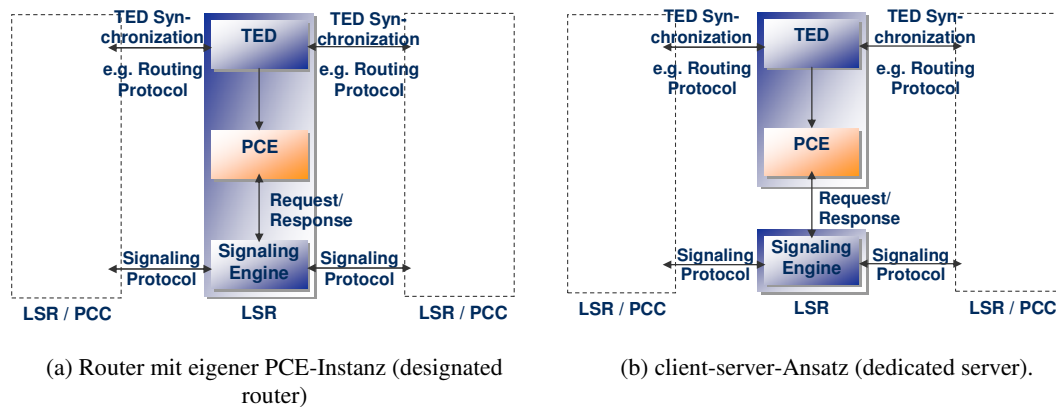 TED Syn-
chronization
e.g. Routing
Protocol
TED
TED Syn-
chronization
e.g. Routing
Protocol
PCE
Request/
Response
Signaling
Protocol
Signaling
Engine
Signaling
Protocol
LSR / PCC
LSR
LSR / PCC
(a) Router mit eigener PCE-Instanz (designated
router)
TED Syn-
chronization
e.g. Routing
Protocol
TED
TED Syn-
chronization
e.g. Routing
Protocol
PCE
Request/
Response
Signaling
Protocol
Signaling
Engine
Signaling
Protocol
LSR / PCC
LSR
LSR / PCC
(b) client-server-Ansatz (dedicated server).